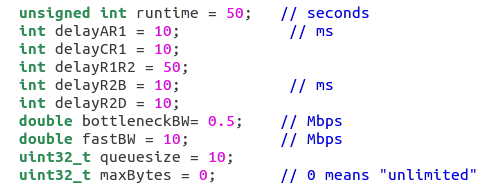 unsigned int runtime = 50;   // seconds
int delayAR1 = 10;            // ms
int delayCR1 = 10;
int delayR1R2 = 50;
int delayR2B = 10;            // ms
int delayR2D = 10;
double bottleneckBW= 0.5;    // Mbps
double fastBW = 10;          // Mbps
uint32_t queuesize = 10;
uint32_t maxBytes = 0;       // 0 means "unlimited"